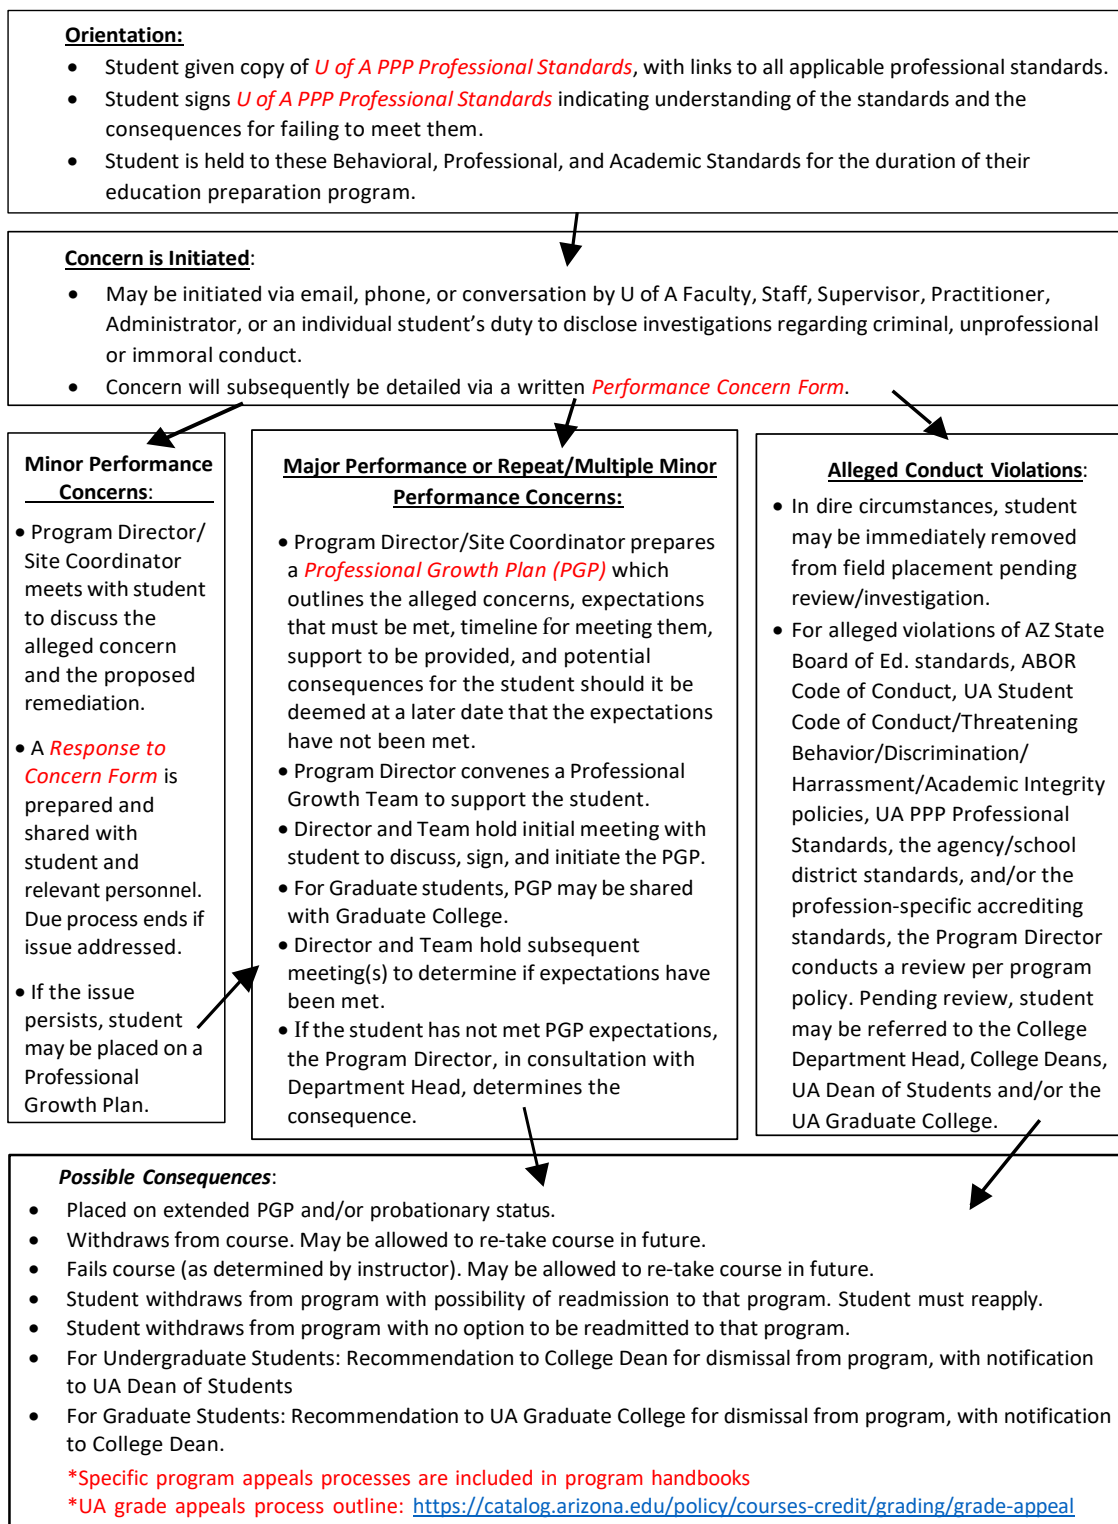 Orientation:
• Student given copy of U of A PPP Professional Standards, with links to all applicable professional standards.
• Student signs U of A PPP Professional Standards indicating understanding of the standards and the
consequences for failing to meet them.
• Student is held to these Behavioral, Professional, and Academic Standards for the duration of their
education preparation program.
Concern is Initiated:
• May be initiated via email, phone, or conversation by U of A Faculty, Staff, Supervisor, Practitioner,
Administrator, or an individual student's duty to disclose investigations regarding criminal, unprofessional
or immoral conduct.
• Concern will subsequently be detailed via a written Performance Concern Form.
Minor Performance
Concerns:
• Program Director/
Site Coordinator
meets with student
to discuss the
alleged concern
and the proposed
remediation.
• A Response to
Concern Form is
prepared and
shared with
student and
relevant personnel.
Due process ends if
issue addressed.
• If the issue
persists, student
may be placed on a
Professional
Growth Plan.
Major Performance or Repeat/Multiple Minor
Performance Concerns:
• Program Director/Site Coordinator prepares
a Professional Growth Plan (PGP) which
outlines the alleged concerns, expectations
that must be met, timeline for meeting them,
support to be provided, and potential
consequences for the student should it be
deemed at a later date that the expectations
have not been met.
• Program Director convenes a Professional
Growth Team to support the student.
• Director and Team hold initial meeting with
student to discuss, sign, and initiate the PGP.
• For Graduate students, PGP may be shared
with Graduate College.
• Director and Team hold subsequent
meeting(s) to determine if expectations have
been met.
• If the student has not met PGP expectations,
the Program Director, in consultation with
Department Head, determines the
consequence.
Alleged Conduct Violations:
• In dire circumstances, student
may be immediately removed
from field placement pending
review/investigation.
• For alleged violations of AZ State
Board of Ed. standards, ABOR
Code of Conduct, UA Student
Code of Conduct/Threatening
Behavior/Discrimination/
Harrassment/Academic Integrity
policies, UA PPP Professional
Standards, the agency/school
district standards, and/or the
profession-specific accrediting
standards, the Program Director
conducts a review per program
policy. Pending review, student
may be referred to the College
Department Head, College Deans,
UA Dean of Students and/or the
UA Graduate College.
Possible Consequences:
• Placed on extended PGP and/or probationary status.
• Withdraws from course. May be allowed to re-take course in future.
• Fails course (as determined by instructor). May be allowed to re-take course in future.
• Student withdraws from program with possibility of readmission to that program. Student must reapply.
• Student withdraws from program with no option to be readmitted to that program.
• For Undergraduate Students: Recommendation to College Dean for dismissal from program, with notification
to UA Dean of Students
• For Graduate Students: Recommendation to UA Graduate College for dismissal from program, with notification
to College Dean.
*Specific program appeals processes are included in program handbooks
*UA grade appeals process outline: https://catalog.arizona.edu/policy/courses-credit/grading/grade-appeal